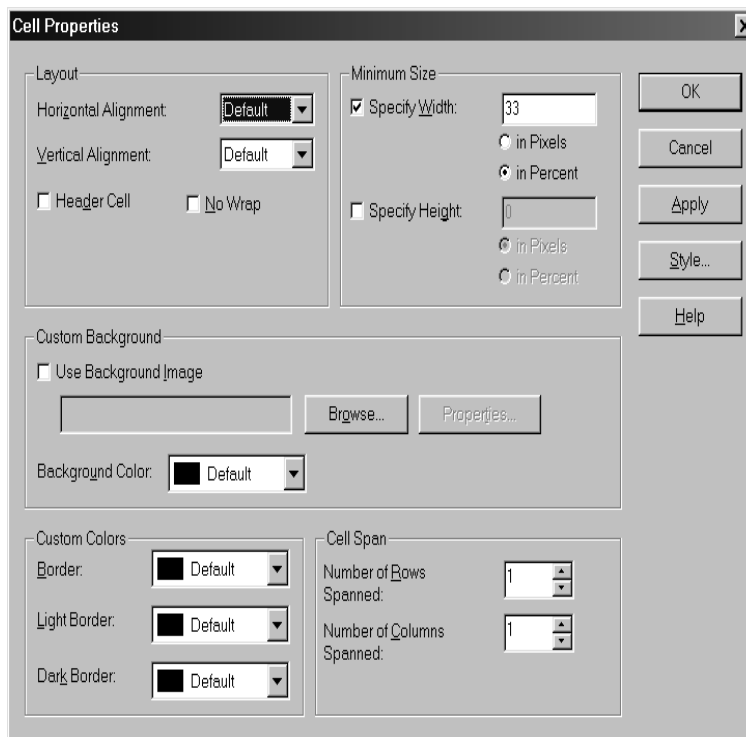 Cell Properties
Layout
Horizontal Alignment: Default
Vertical Alignment: Default
Header Cell No Wrap
Minimum Size
Specify Width: 33
in Pixels
in Percent
Specify Height: 0
in Pixels
in Percent
OK
Cancel
Apply
Style...
Help
Custom Background
Use Background Image
Browse... Properties...
Background Color: Default
Custom Colors
Border: Default
Light Border: Default
Dark Border: Default
Cell Span
Number of Rows 1
Spanned:
Number of Columns 1
Spanned: